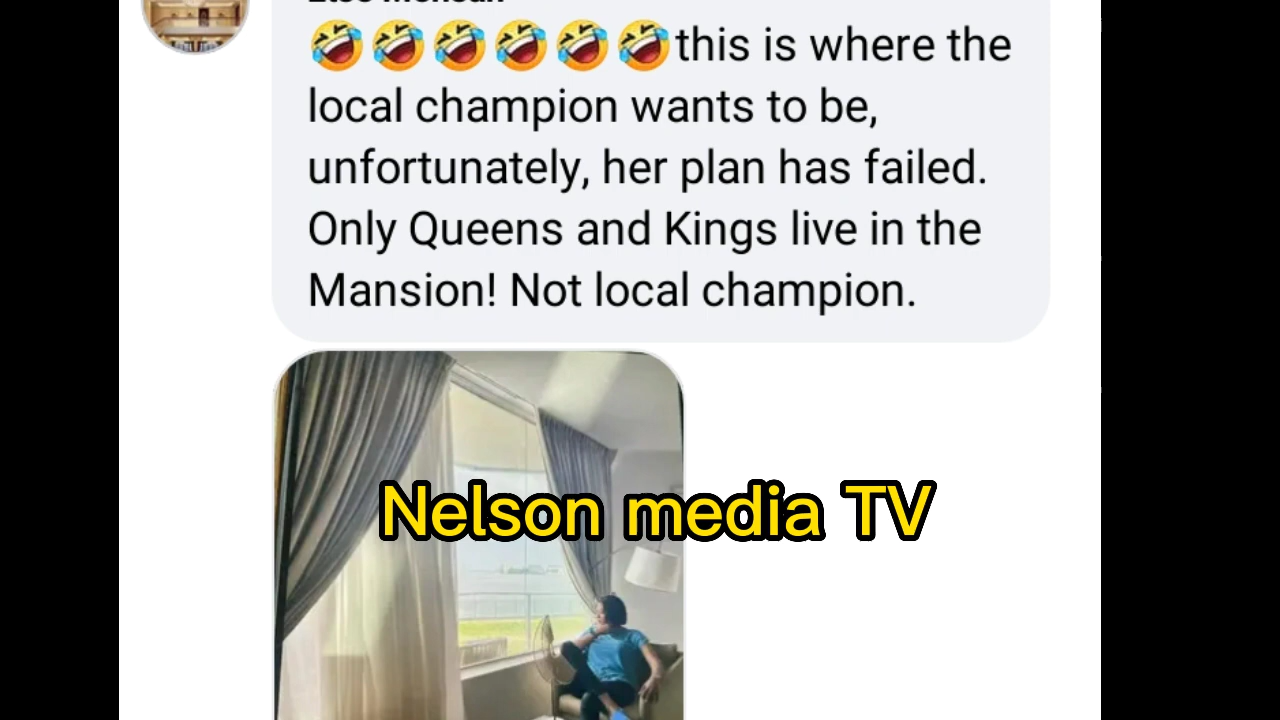 🤣🤣🤣🤣🤣🤣this is where the
local champion wants to be,
unfortunately, her plan has failed.
Only Queens and Kings live in the
Mansion! Not local champion.
Nelson media TV